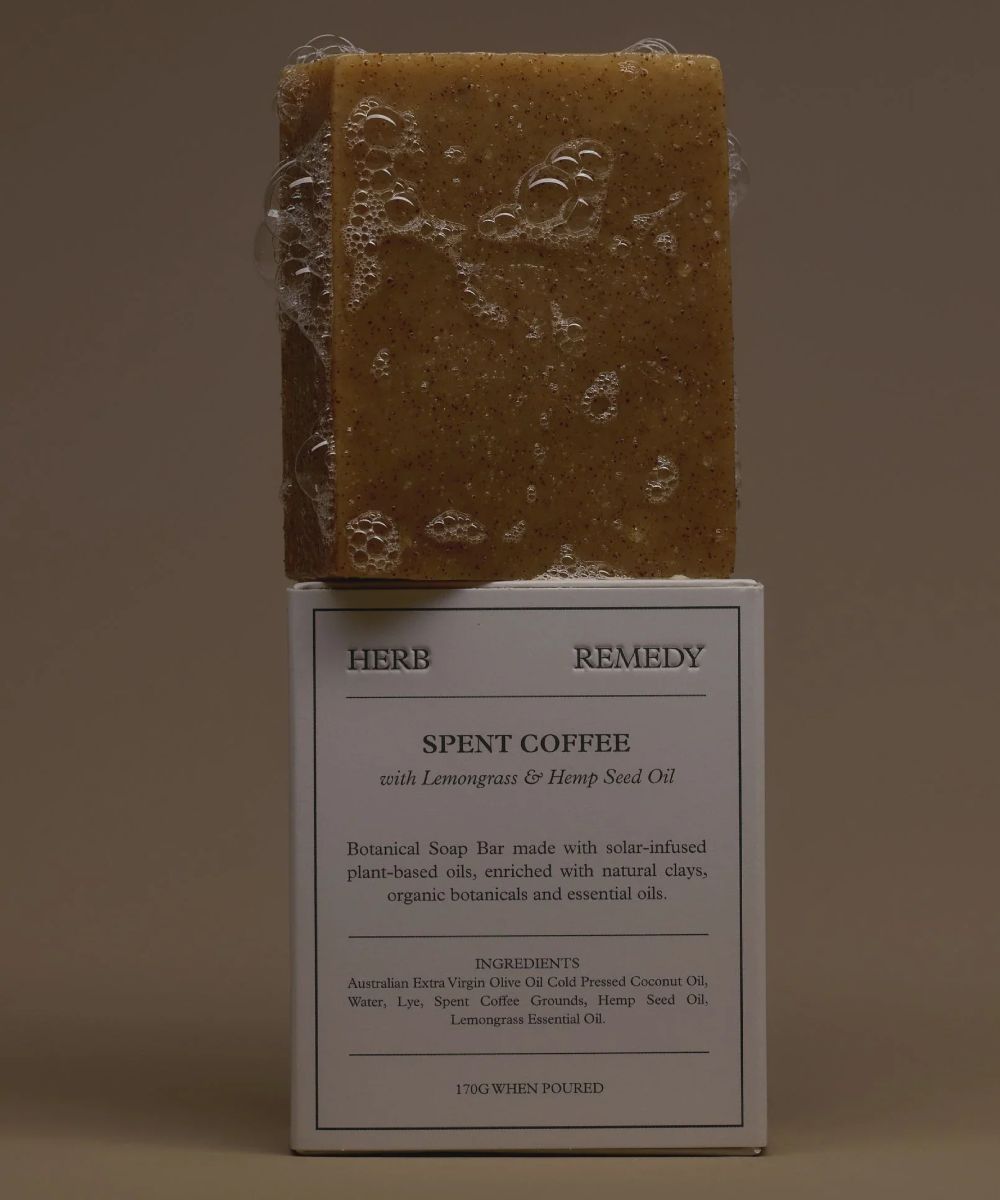 HERB REMEDY
SPENT COFFEE
with Lemongrass & Hemp Seed Oil
Botanical Soap Bar made with solar-infused
plant-based oils, enriched with natural clays,
organic botanicals and essential oils.
INGREDIENTS
Australian Extra Virgin Olive Oil Cold Pressed Coconut Oil,
Water, Lye, Spent Coffee Grounds, Hemp Seed Oil,
Lemongrass Essential Oil.
170G WHEN POURED